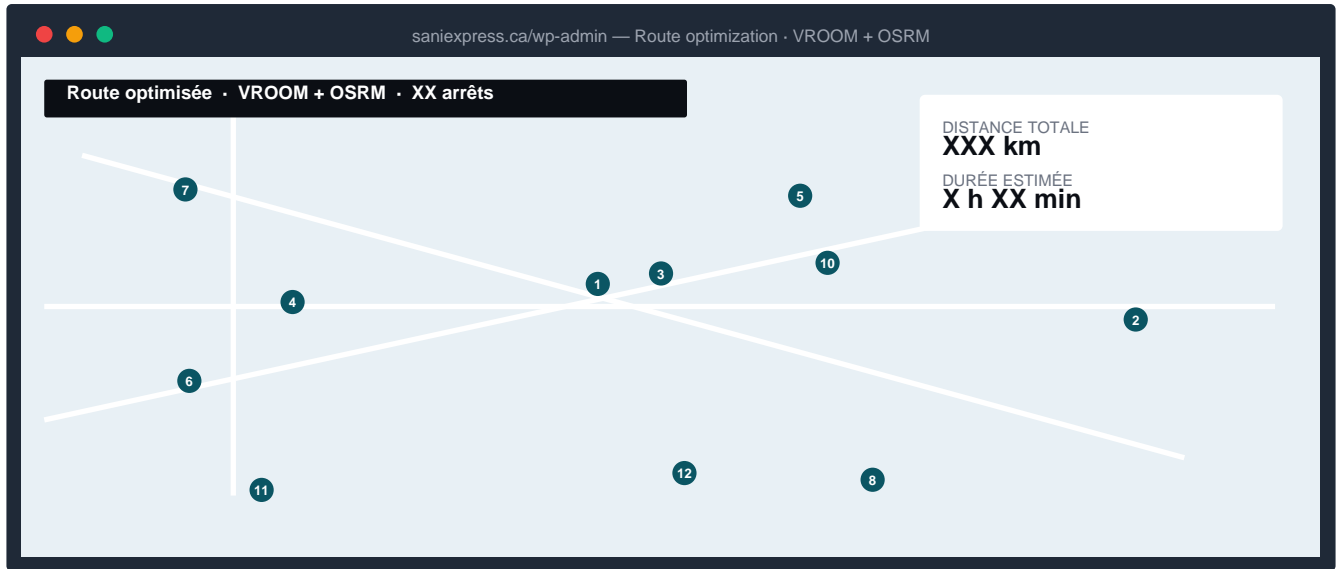 saniexpress.ca/wp-admin — Route optimization · VROOM + OSRM
Route optimisée · VROOM + OSRM · XX arrêts
DISTANCE TOTALE
XXX km
DURÉE ESTIMÉE
X h XX min
7
5
10
3
1
4
2
6
12
8
11